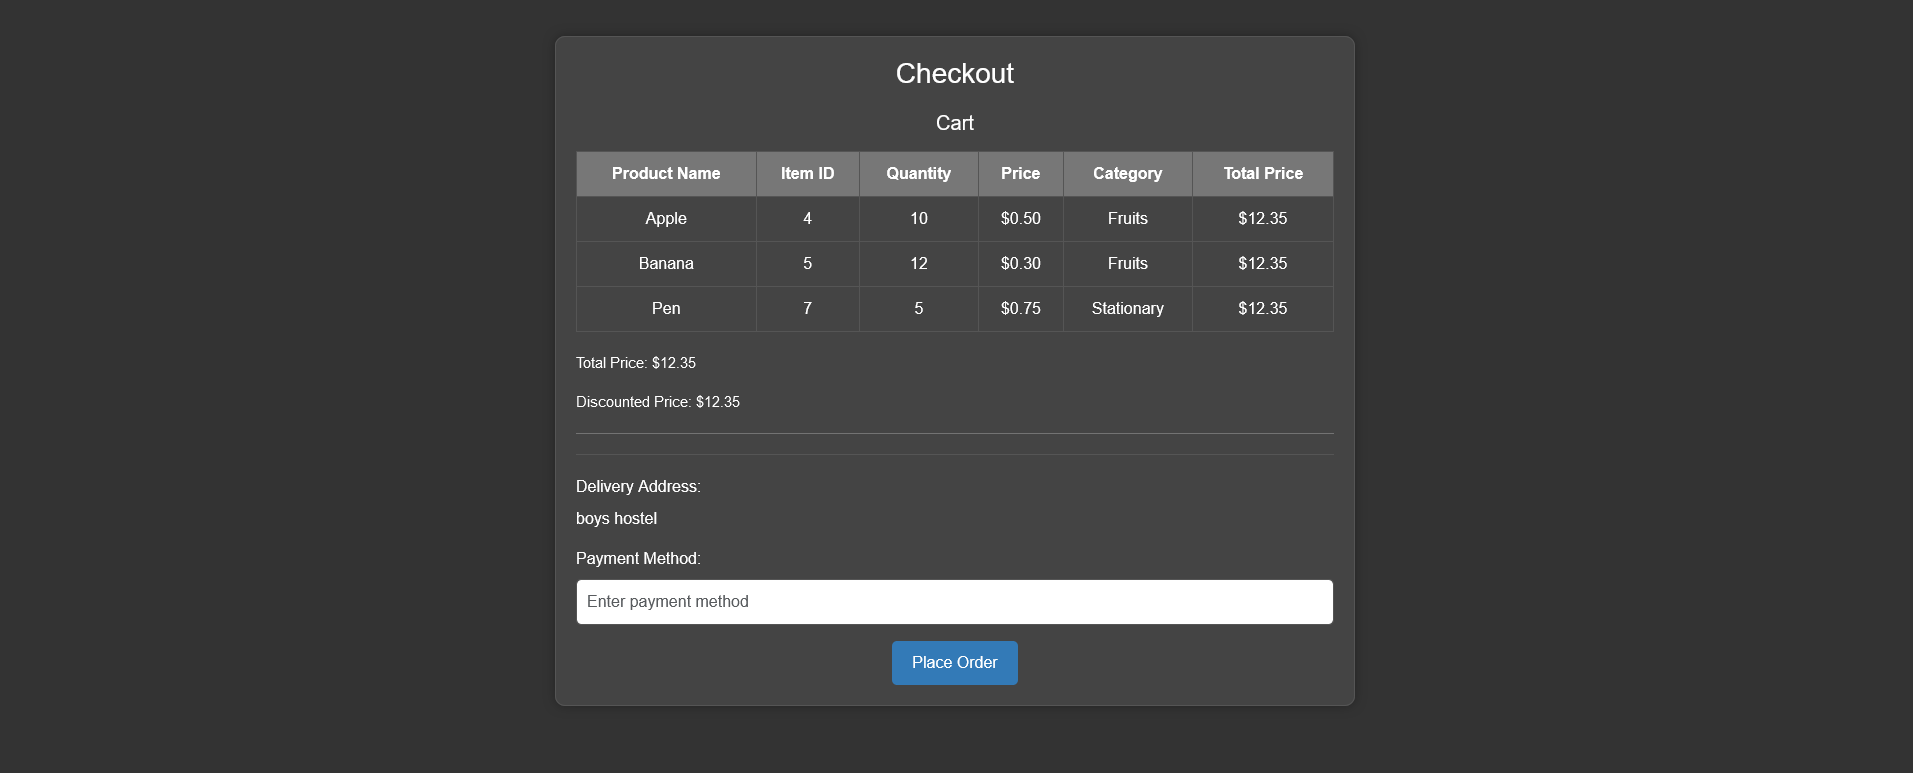 Checkout
Cart
Product Name Item ID Quantity Price Category Total Price
Apple 4 10 $0.50 Fruits $12.35
Banana 5 12 $0.30 Fruits $12.35
Pen 7 5 $0.75 Stationary $12.35
Total Price: $12.35
Discounted Price: $12.35
Delivery Address:
boys hostel
Payment Method:
Enter payment method
Place Order